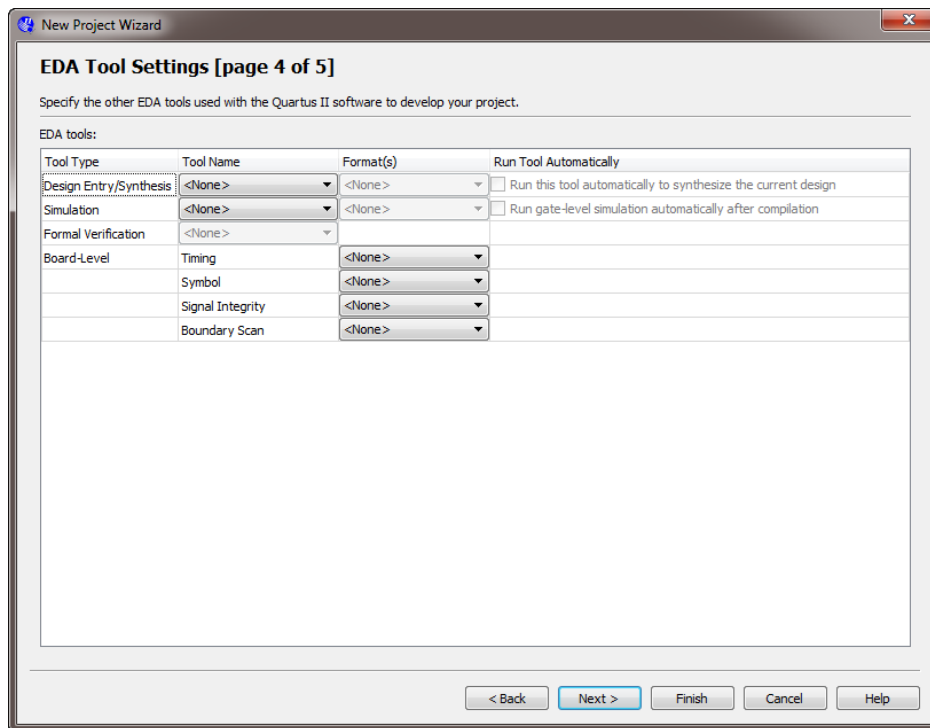 New Project Wizard
EDA Tool Settings [page 4 of 5]
Specify the other EDA tools used with the Quartus II software to develop your project.
EDA tools:
Tool Type Tool Name Format(s) Run Tool Automatically
Design Entry/Synthesis <None> <None> Run this tool automatically to synthesize the current design
Simulation <None> <None> Run gate-level simulation automatically after compilation
Formal Verification <None>
Board-Level Timing <None>
Symbol <None>
Signal Integrity <None>
Boundary Scan <None>
< Back Next > Finish Cancel Help